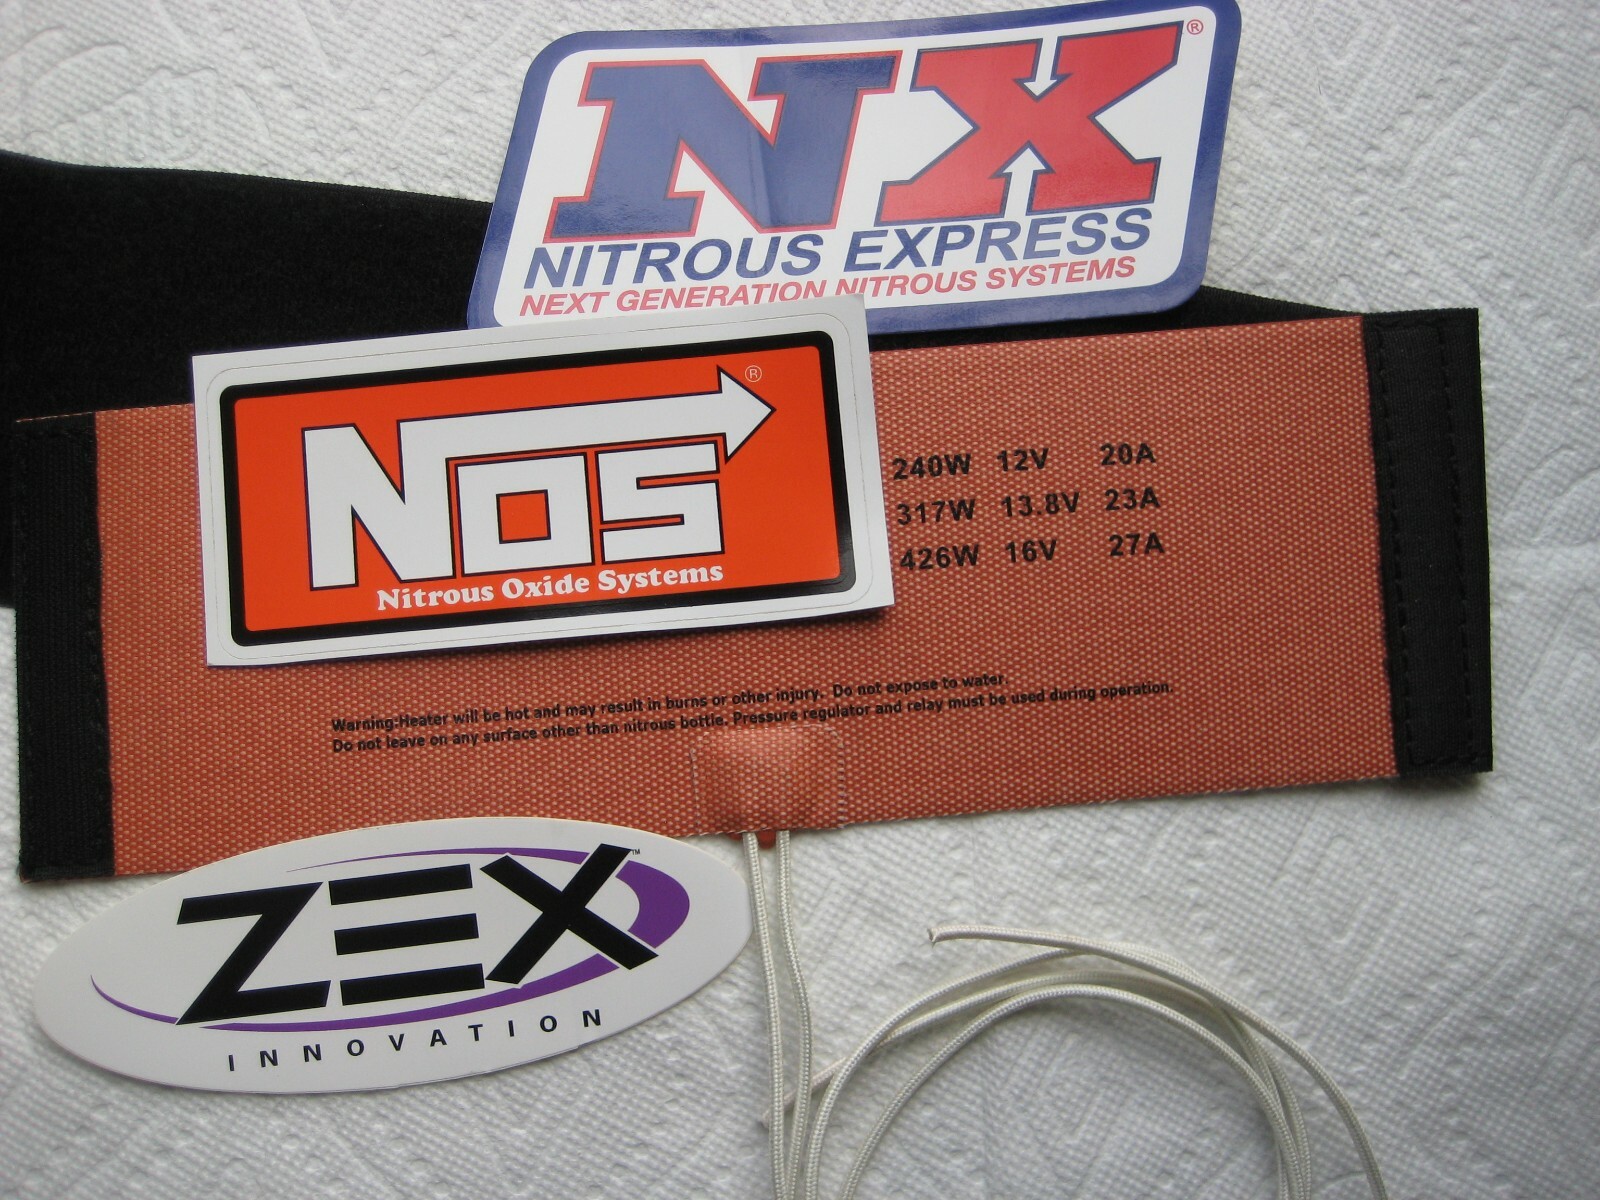 NX®
NITROUS EXPRESS
NEXT GENERATION NITROUS SYSTEMS
NOS®
Nitrous Oxide Systems
240W 12V 20A
317W 13.8V 23A
426W 16V 27A
Warning:Heater will be hot and may result in burns or other injury. Do not expose to water.
Do not leave on any surface other than nitrous bottle. Pressure regulator and relay must be used during operation.
ZEX™
INNOVATION